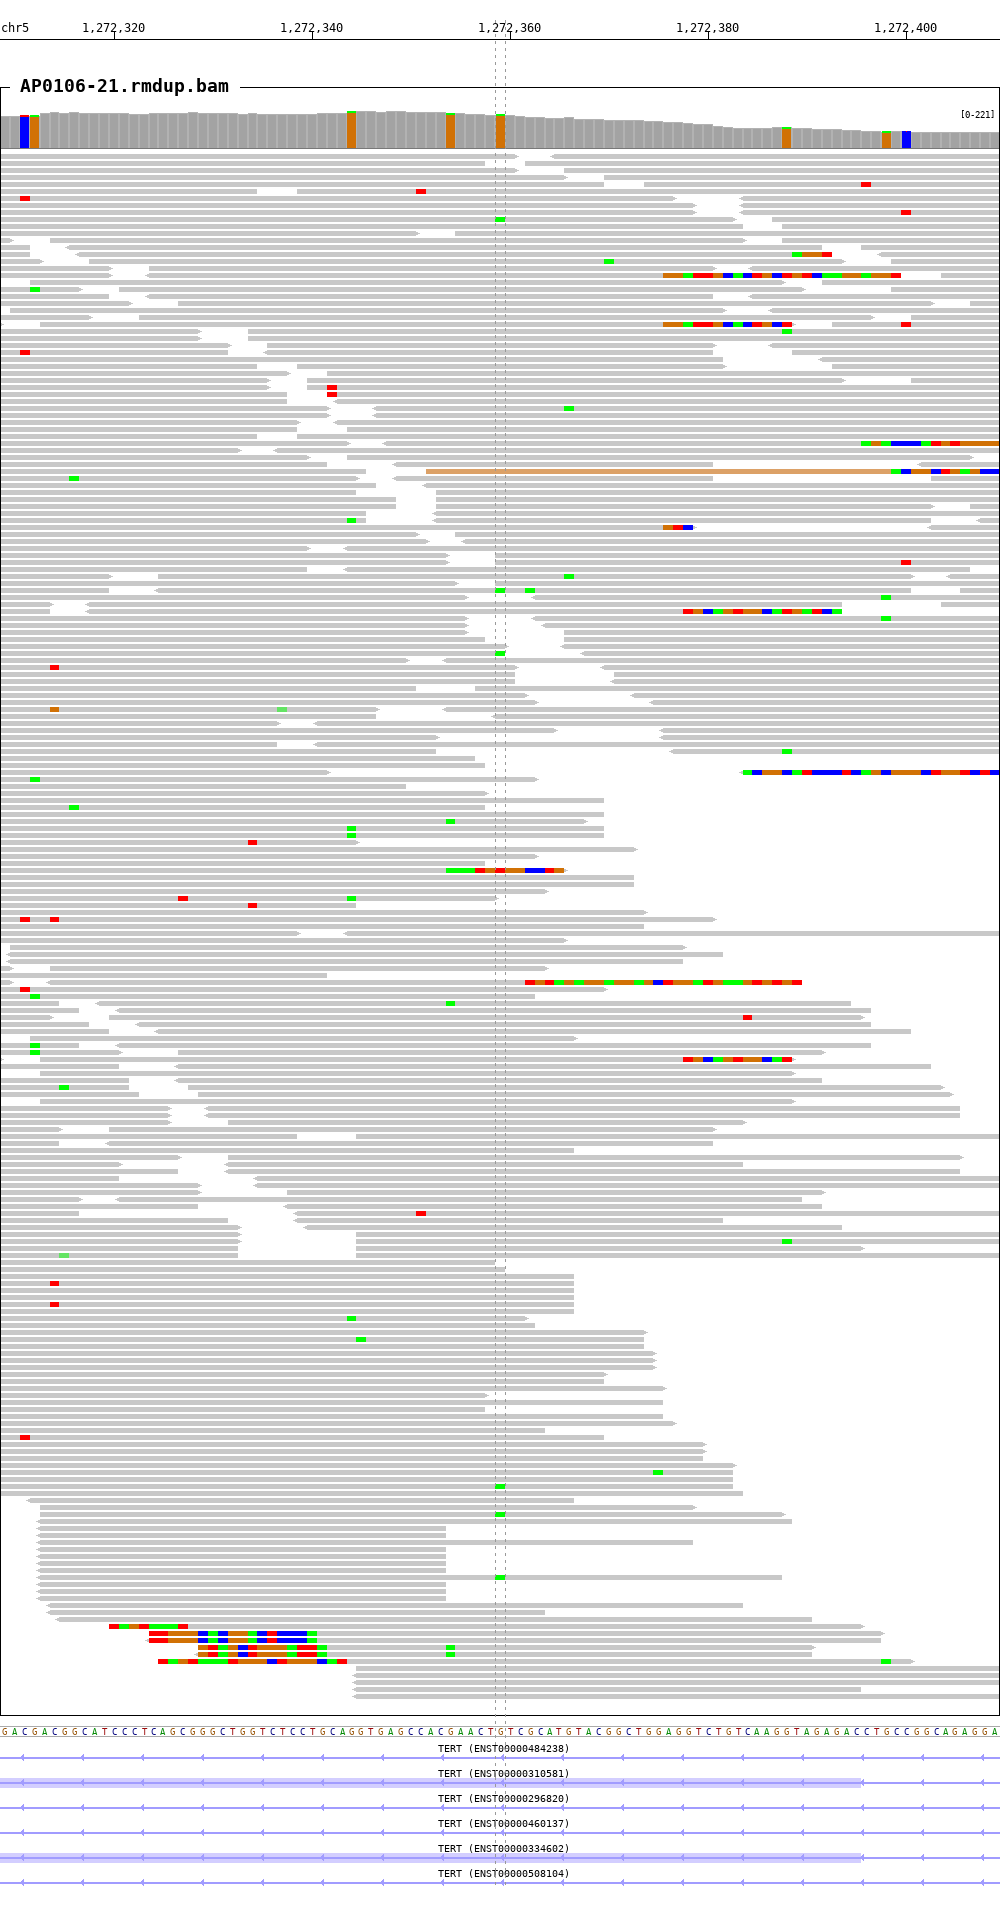 chr5 1,272,320 1,272,340 1,272,360 1,272,380 1,272,400
AP0106-21.rmdup.bam
[0-221]
GACGACGGCATCCCTCAGCGGGCTGGTCTCCTGCAGGTGAGCCACGAACTGTCGCATGTACGGCTGGAGGTCTGTCAAGGTAGAGACCTGCCGGCAGAGGA
TERT (ENST00000484238)
TERT (ENST00000310581)
TERT (ENST00000296820)
TERT (ENST00000460137)
TERT (ENST00000334602)
TERT (ENST00000508104)